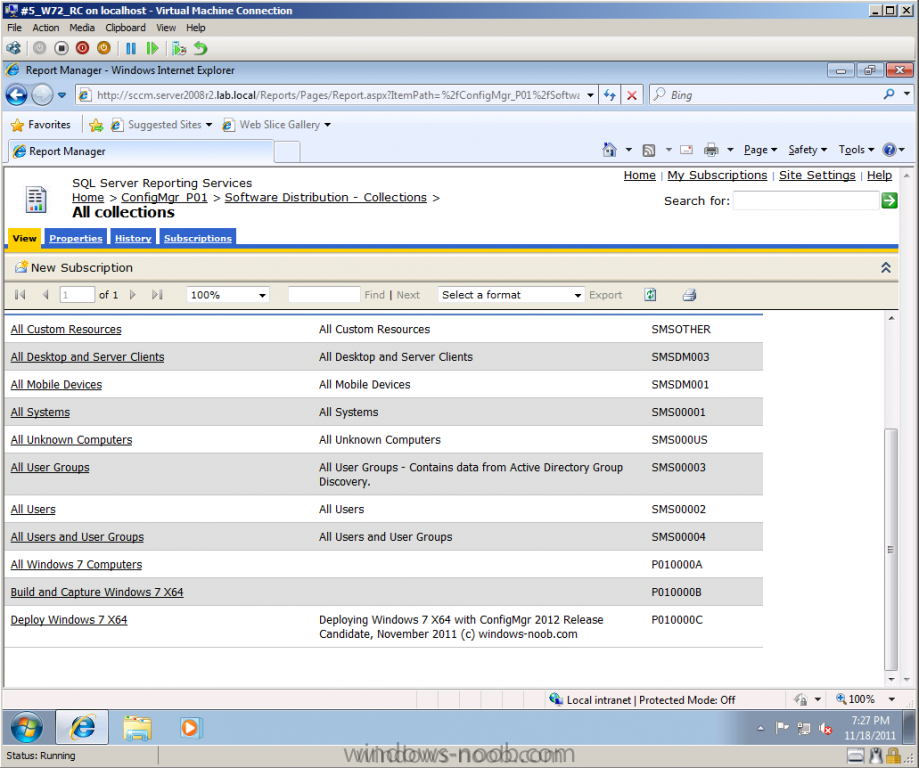 #5_W72_RC on localhost - Virtual Machine Connection
File Action Media Clipboard View Help
Report Manager - Windows Internet Explorer
http://sccm.server2008r2.lab.local/Reports/Pages/Report.aspx?ItemPath=%2fConfigMgr_P01%2fSoftwa
Bing
Favorites Suggested Sites Web Slice Gallery
Report Manager
Page Safety Tools
SQL Server Reporting Services
Home | My Subscriptions | Site Settings | Help
Home > ConfigMgr_P01 > Software Distribution - Collections >
All collections
Search for:
View Properties History Subscriptions
New Subscription
1 of 1 100% Find | Next Select a format Export
All Custom Resources All Custom Resources SMSOTHER
All Desktop and Server Clients All Desktop and Server Clients SMSDM003
All Mobile Devices All Mobile Devices SMSDM001
All Systems All Systems SMS00001
All Unknown Computers All Unknown Computers SMS000US
All User Groups All User Groups - Contains data from Active Directory Group SMS00003
Discovery.
All Users All Users SMS00002
All Users and User Groups All Users and User Groups SMS00004
All Windows 7 Computers P010000A
Build and Capture Windows 7 X64 P010000B
Deploy Windows 7 X64 Deploying Windows 7 X64 with ConfigMgr 2012 Release P010000C
Candidate, November 2011 (c) windows-noob.com
Local intranet | Protected Mode: Off 100%
7:27 PM
11/18/2011
Status: Running
windows-noob.com